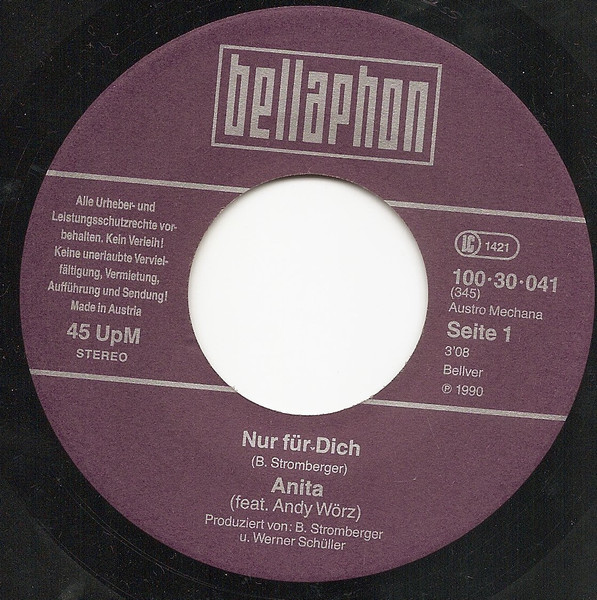 bellaphon
Alle Urheber- und
Leistungsschutzrechte vor-
behalten. Kein Verleih!
Keine unerlaubte Verviel-
fältigung, Vermietung,
Aufführung und Sendung!
Made in Austria
45 UpM
STEREO
LC 1421
100·30·041
(345)
Austro Mechana
Seite 1
3'08
Bellver
℗ 1990
Nur für Dich
(B. Stromberger)
Anita
(feat. Andy Wörz)
Produziert von: B. Stromberger
u. Werner Schüller